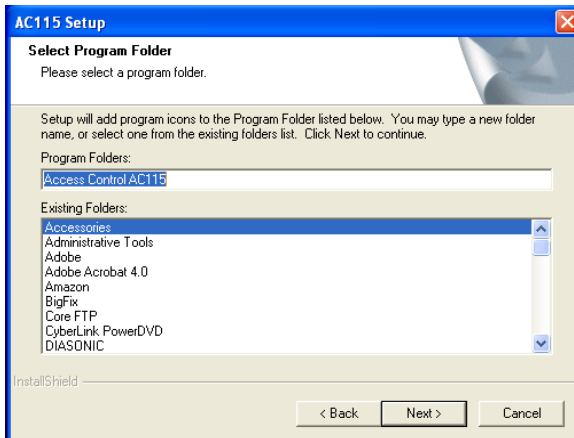 AC115 Setup
Select Program Folder
Please select a program folder.
Setup will add program icons to the Program Folder listed below. You may type a new folder
name, or select one from the existing folders list. Click Next to continue.
Program Folders:
Access Control AC115
Existing Folders:
Accessories
Administrative Tools
Adobe
Adobe Acrobat 4.0
Amazon
BigFix
Core FTP
CyberLink PowerDVD
DIASONIC
InstallShield
< Back Next > Cancel